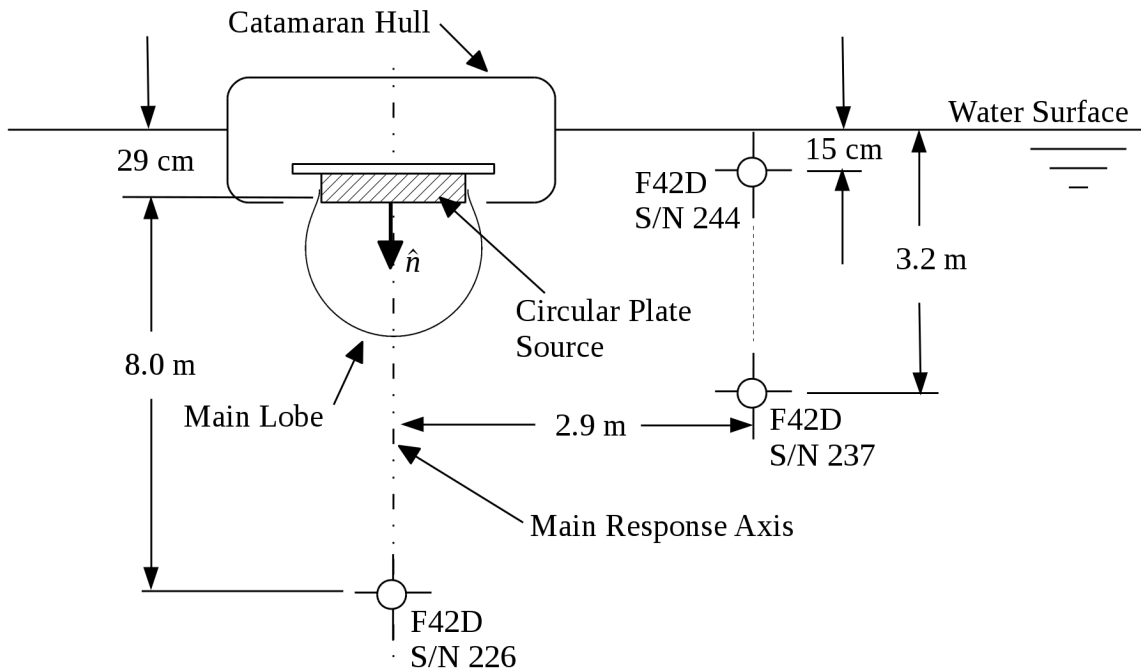 Catamaran Hull
Water Surface
29 cm
15 cm
F42D
S/N 244
3.2 m
n̂
Circular Plate
Source
8.0 m
Main Lobe
2.9 m
F42D
S/N 237
Main Response Axis
F42D
S/N 226